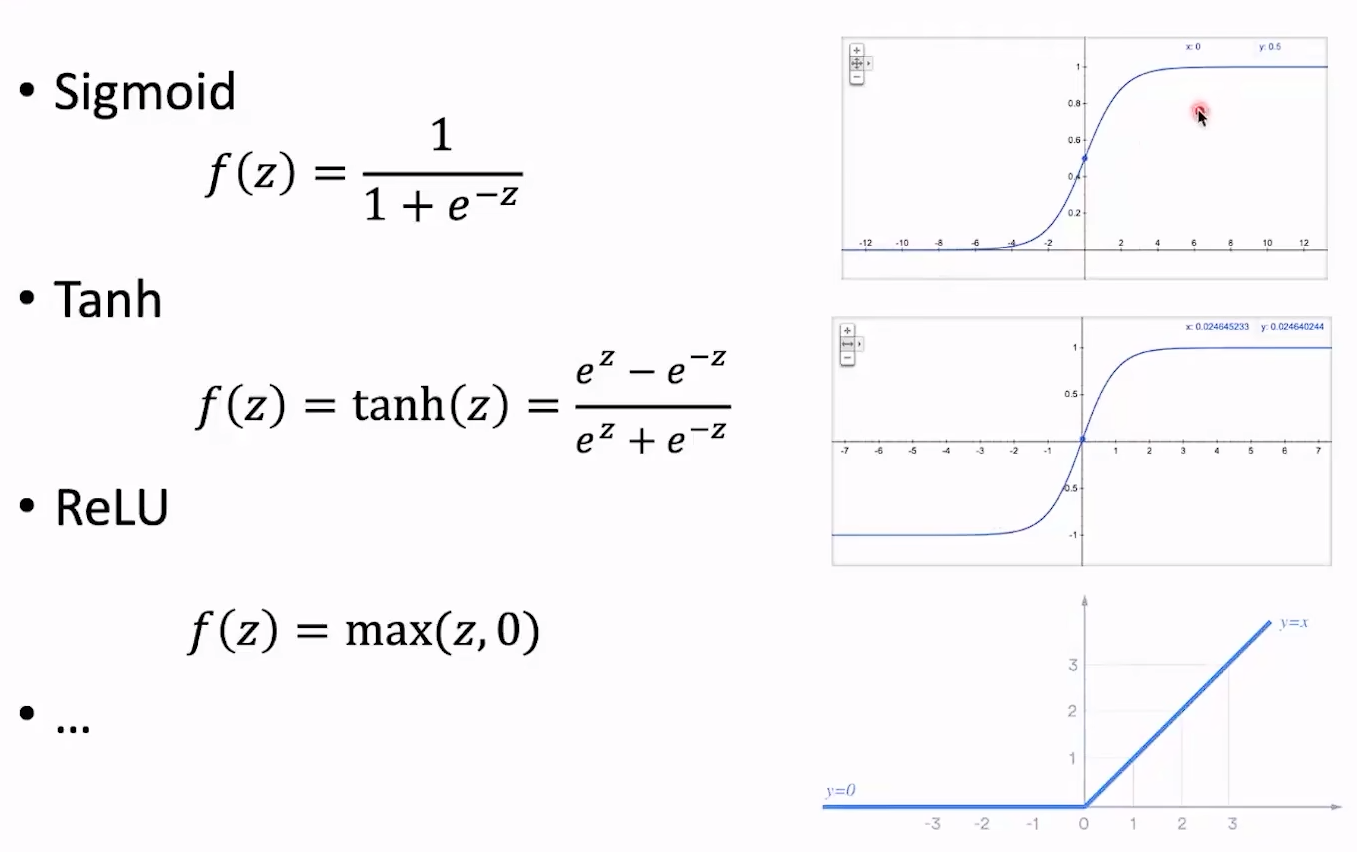 • Sigmoid
f(z) = 1 / (1 + e^{-z})
• Tanh
f(z) = tanh(z) = (e^z − e^{-z}) / (e^z + e^{-z})
• ReLU
f(z) = max(z, 0)
• ...
x: 0 y: 0.5
1
0.8
0.6
0.4
0.2
-12 -10 -8 -6 -4 -2 2 4 6 8 10 12
x: 0.024645233 y: 0.024640244
1
0.5
-7 -6 -5 -4 -3 -2 -1 1 2 3 4 5 6 7
-0.5
-1
y=x
3
2
1
y=0
-3 -2 -1 0 1 2 3